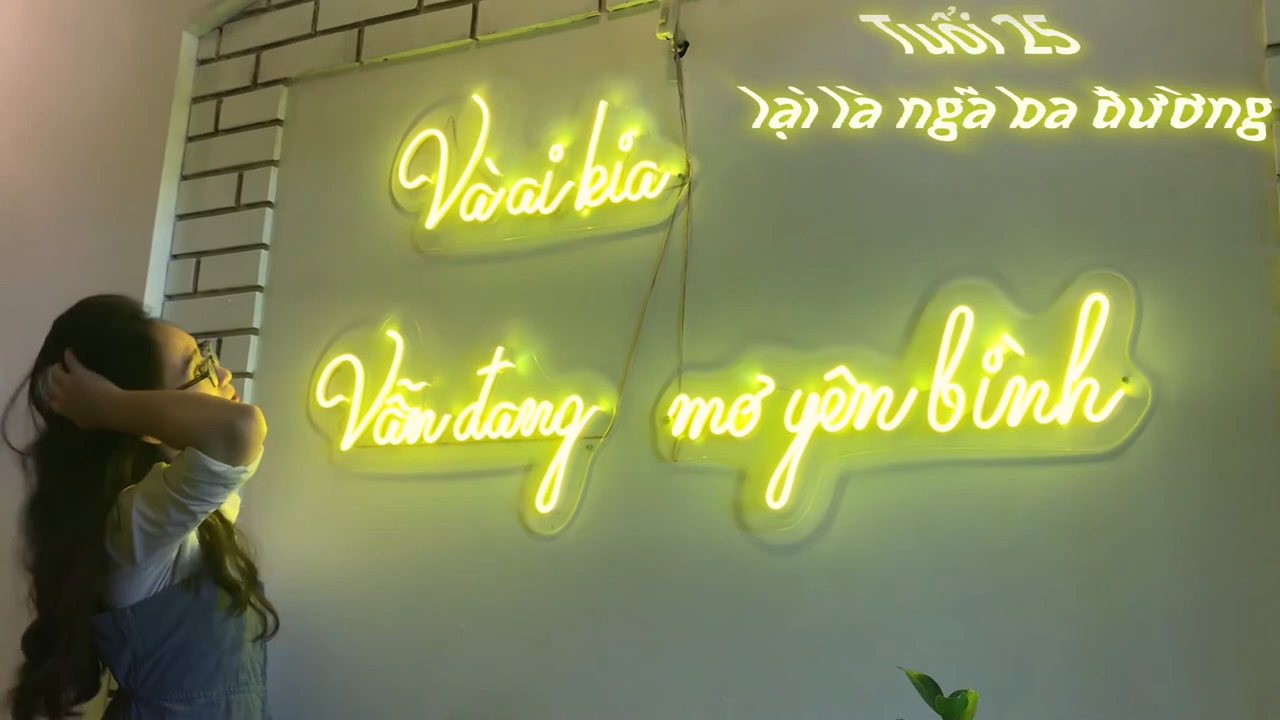 Tuổi 25
lại là ngã ba đường
Và ai kia
Vẫn đang mơ yên bình